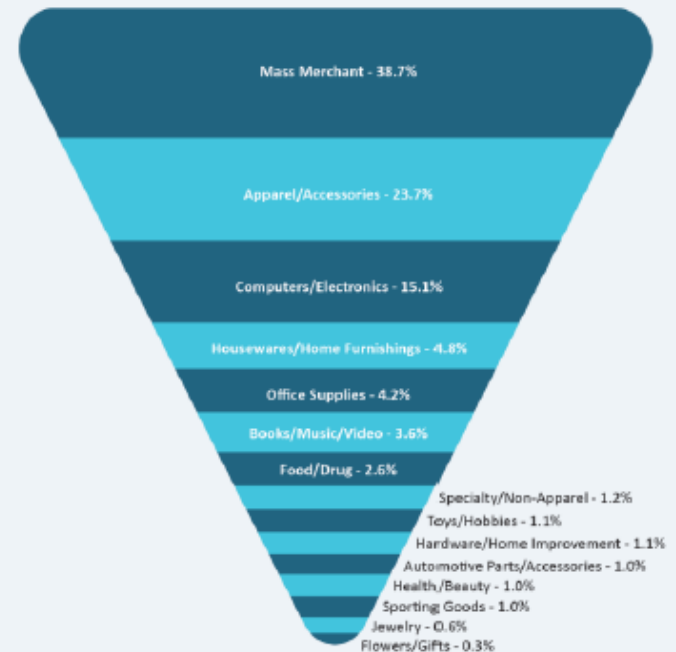 Mass Merchant - 38.7%
Apparel/Accessories - 23.7%
Computers/Electronics - 15.1%
Housewares/Home Furnishings - 4.8%
Office Supplies - 4.2%
Books/Music/Video - 3.6%
Food/Drug - 2.6%
Specialty/Non-Apparel - 1.2%
Toys/Hobbies - 1.1%
Hardware/Home Improvement - 1.1%
Automotive Parts/Accessories - 1.0%
Health/Beauty - 1.0%
Sporting Goods - 1.0%
Jewelry - 0.6%
Flowers/Gifts - 0.3%